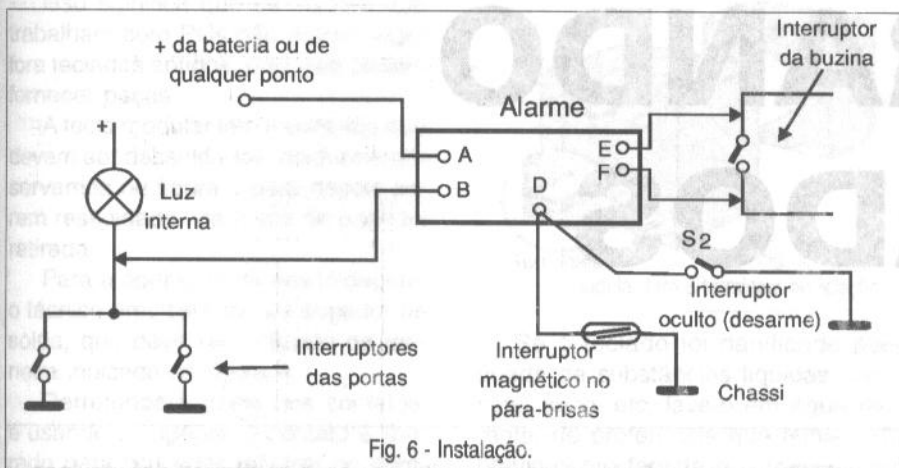 + da bateria ou de
qualquer ponto
Interruptor
da buzina
Alarme
+
A
B
E
F
D
Luz
interna
S2
Interruptor
oculto (desarme)
Interruptores
das portas
Interruptor
magnético no
pára-brisas
Chassi
Fig. 6 - Instalação.